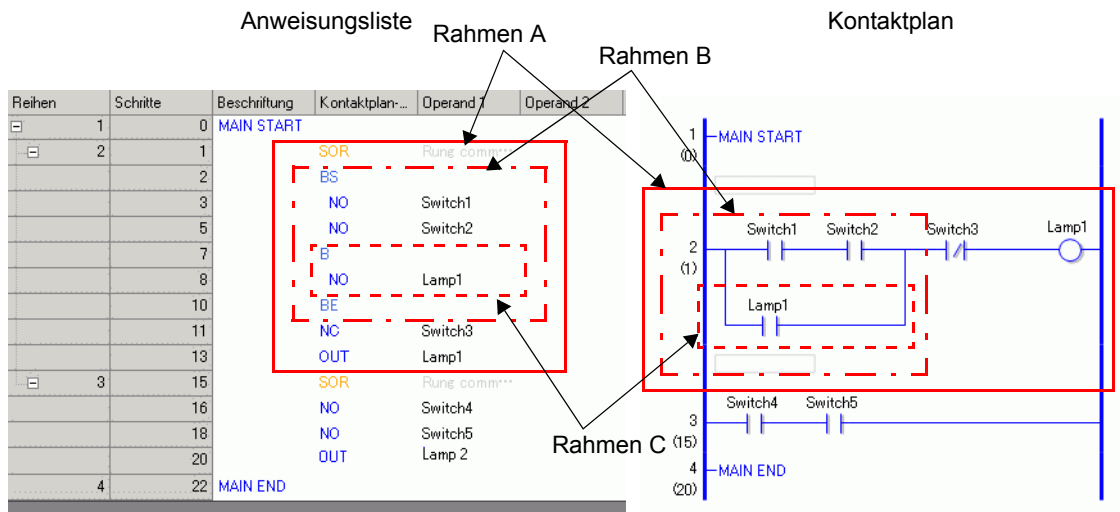 Anweisungsliste
Kontaktplan
Rahmen A
Rahmen B
Reihen Schritte Beschriftung Kontaktplan-... Operand 1 Operand 2
1 0 MAIN START
2 1 SOR Rung comm...
2 BS
3 NO Switch1
5 NO Switch2
7 B
8 NO Lamp1
10 BE
11 NC Switch3
13 OUT Lamp1
3 15 SOR Rung comm...
16 NO Switch4
18 NO Switch5
20 OUT Lamp 2
4 22 MAIN END
Rahmen C
1 MAIN START
(0)
Switch1 Switch2 Switch3 Lamp1
2
(1)
Lamp1
Switch4 Switch5
3
(15)
4 MAIN END
(20)